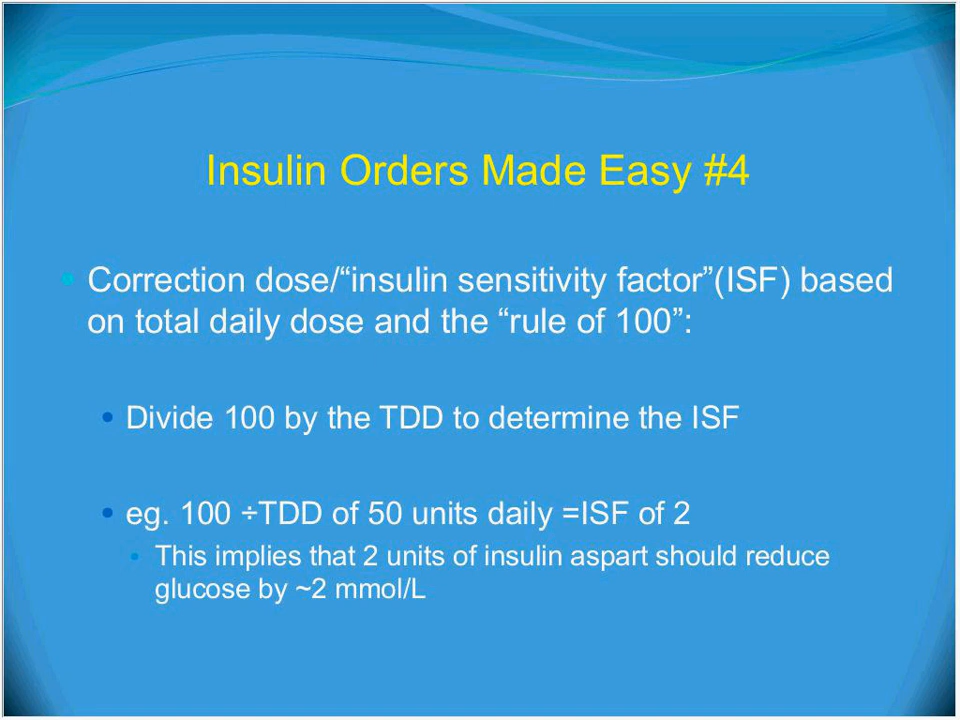 Insulin Orders Made Easy #4
Correction dose/“insulin sensitivity factor”(ISF) based
on total daily dose and the “rule of 100”:
Divide 100 by the TDD to determine the ISF
eg. 100 ÷TDD of 50 units daily =ISF of 2
This implies that 2 units of insulin aspart should reduce
glucose by ~2 mmol/L